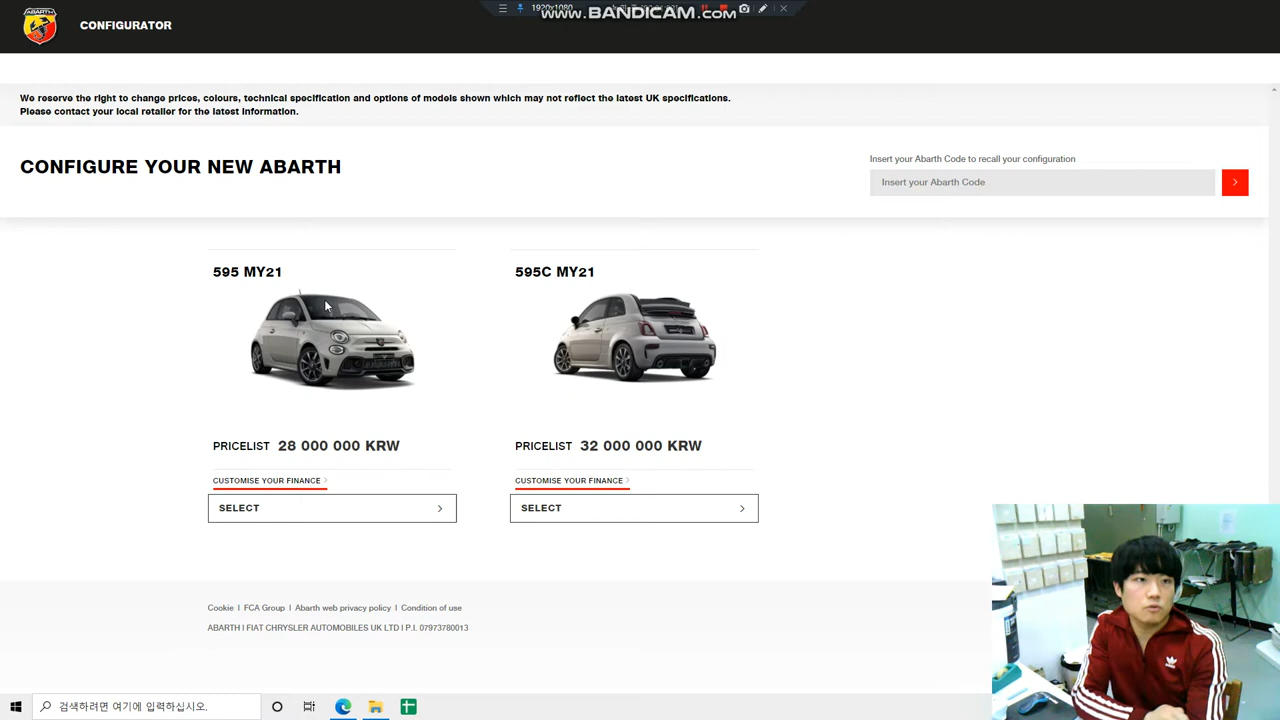 1920x1080
www.BANDICAM.com
ABARTH
CONFIGURATOR
We reserve the right to change prices, colours, technical specification and options of models shown which may not reflect the latest UK specifications.
Please contact your local retailer for the latest information.
CONFIGURE YOUR NEW ABARTH
Insert your Abarth Code to recall your configuration
Insert your Abarth Code
595 MY21
595C MY21
PRICELIST 28 000 000 KRW
PRICELIST 32 000 000 KRW
CUSTOMISE YOUR FINANCE
CUSTOMISE YOUR FINANCE
SELECT
SELECT
Cookie | FCA Group | Abarth web privacy policy | Condition of use
ABARTH | FIAT CHRYSLER AUTOMOBILES UK LTD | P.I. 07973780013
adidas
검색하려면 여기에 입력하십시오.